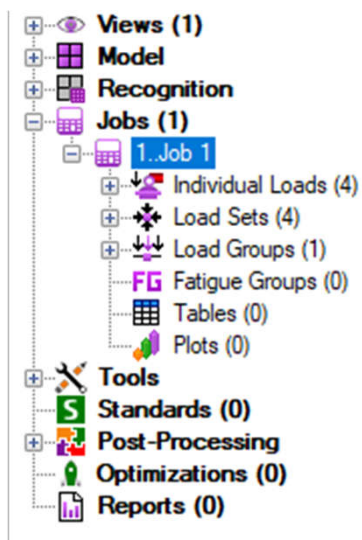 Views (1)
Model
Recognition
Jobs (1)
1..Job 1
Individual Loads (4)
Load Sets (4)
Load Groups (1)
FG Fatigue Groups (0)
Tables (0)
Plots (0)
Tools
S Standards (0)
Post-Processing
Optimizations (0)
Reports (0)